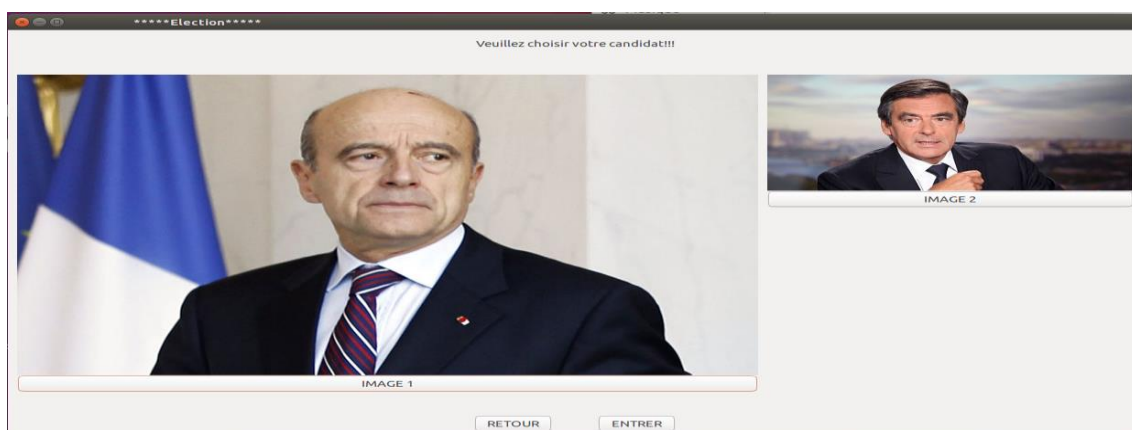 *****Election*****
Veuillez choisir votre candidat!!!
IMAGE 2
IMAGE 1
RETOUR
ENTRER